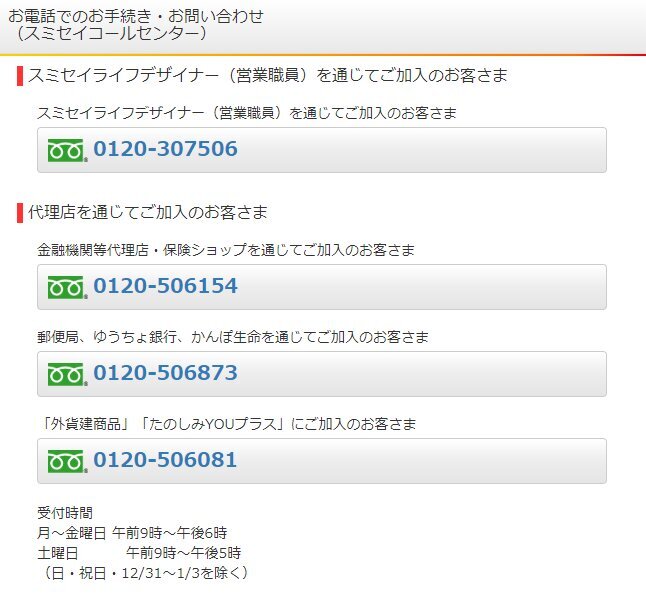 お電話でのお手続き・お問い合わせ
（スミセイコールセンター）
スミセイライフデザイナー（営業職員）を通じてご加入のお客さま
スミセイライフデザイナー（営業職員）を通じてご加入のお客さま
0120-307506
代理店を通じてご加入のお客さま
金融機関等代理店・保険ショップを通じてご加入のお客さま
0120-506154
郵便局、ゆうちょ銀行、かんぽ生命を通じてご加入のお客さま
0120-506873
「外貨建商品」「たのしみYOUプラス」にご加入のお客さま
0120-506081
受付時間
月～金曜日 午前9時～午後6時
土曜日　　　午前9時～午後5時
（日・祝日・12/31～1/3を除く）